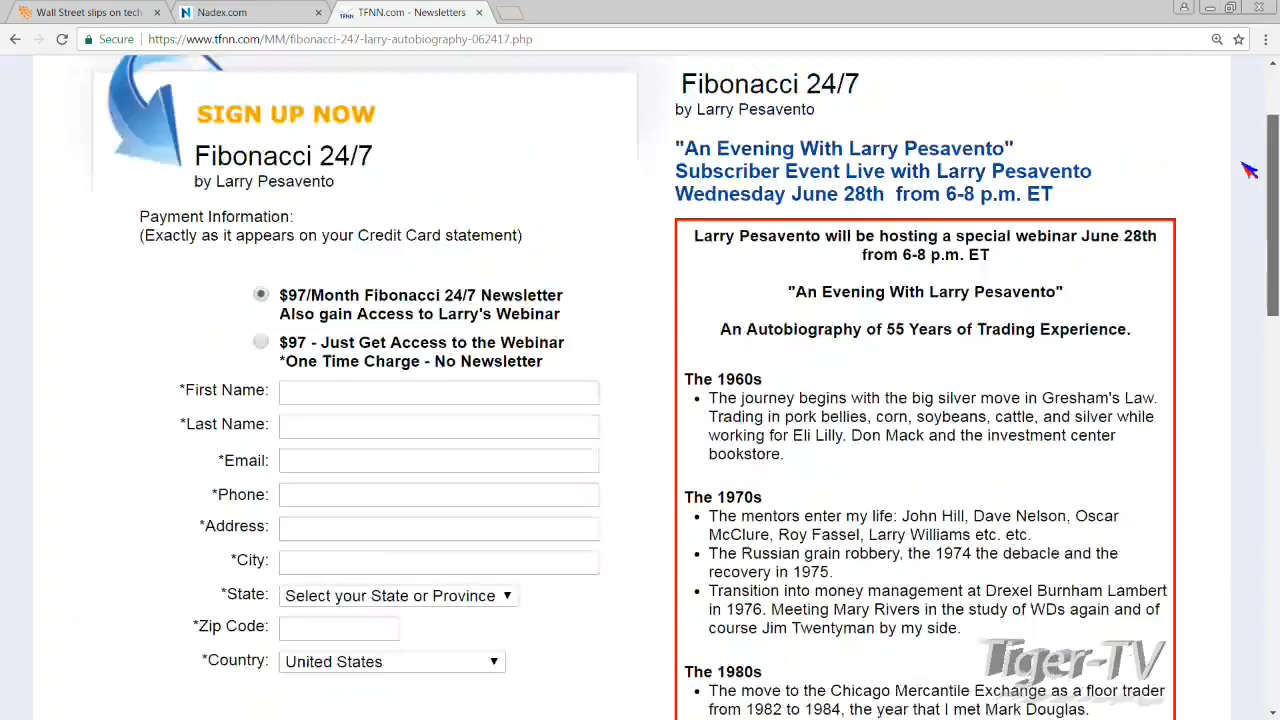 Wall Street slips on tech
Nadex.com
TFNN.com - Newsletters
Secure
https://www.tfnn.com/MM/fibonacci-247-larry-autobiography-062417.php
SIGN UP NOW
Fibonacci 24/7
by Larry Pesavento
Payment Information:
(Exactly as it appears on your Credit Card statement)
$97/Month Fibonacci 24/7 Newsletter
Also gain Access to Larry's Webinar
$97 - Just Get Access to the Webinar
*One Time Charge - No Newsletter
*First Name:
*Last Name:
*Email:
*Phone:
*Address:
*City:
*State: Select your State or Province
*Zip Code:
*Country: United States
Fibonacci 24/7
by Larry Pesavento
"An Evening With Larry Pesavento"
Subscriber Event Live with Larry Pesavento
Wednesday June 28th from 6-8 p.m. ET
Larry Pesavento will be hosting a special webinar June 28th
from 6-8 p.m. ET
"An Evening With Larry Pesavento"
An Autobiography of 55 Years of Trading Experience.
The 1960s
• The journey begins with the big silver move in Gresham's Law.
Trading in pork bellies, corn, soybeans, cattle, and silver while
working for Eli Lilly. Don Mack and the investment center
bookstore.
The 1970s
• The mentors enter my life: John Hill, Dave Nelson, Oscar
McClure, Roy Fassel, Larry Williams etc. etc.
• The Russian grain robbery, the 1974 the debacle and the
recovery in 1975.
• Transition into money management at Drexel Burnham Lambert
in 1976. Meeting Mary Rivers in the study of WDs again and of
course Jim Twentyman by my side.
The 1980s
• The move to the Chicago Mercantile Exchange as a floor trader
from 1982 to 1984, the year that I met Mark Douglas.
Tiger-TV